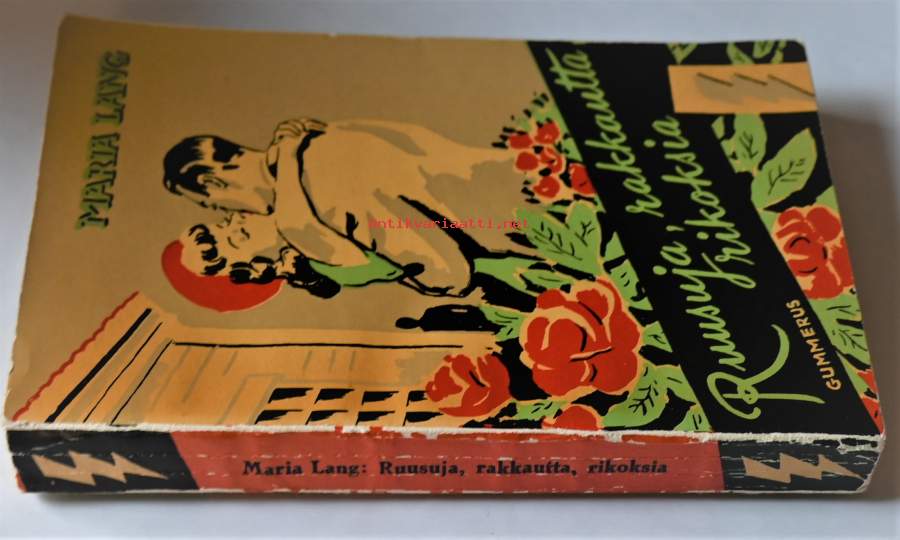 MARIA LANG
Ruusuja, rakkautta
rikoksia
GUMMERUS
Maria Lang: Ruusuja, rakkautta, rikoksia
antikvariaatti.net